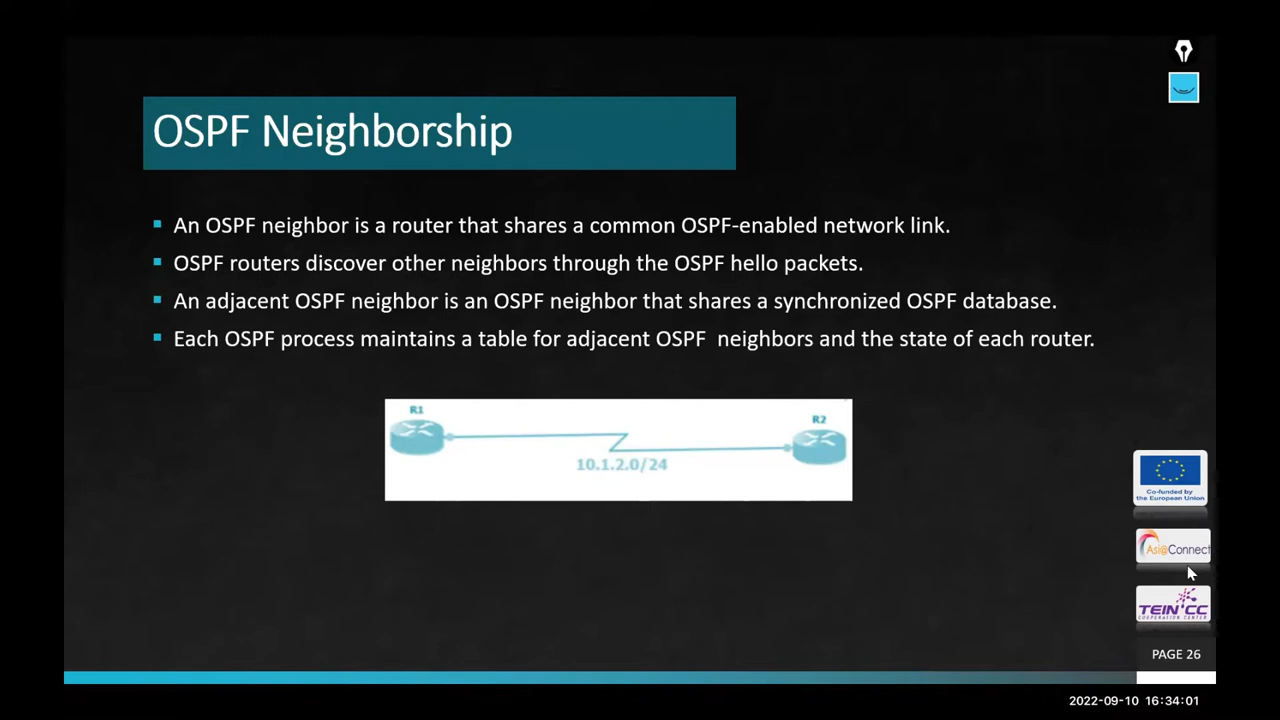 OSPF Neighborship
An OSPF neighbor is a router that shares a common OSPF-enabled network link.
OSPF routers discover other neighbors through the OSPF hello packets.
An adjacent OSPF neighbor is an OSPF neighbor that shares a synchronized OSPF database.
Each OSPF process maintains a table for adjacent OSPF  neighbors and the state of each router.
R1
R2
10.1.2.0/24
Co-funded by
the European Union
Asi@Connect
TEIN*CC
COOPERATION CENTER
PAGE 26
2022-09-10 16:34:01